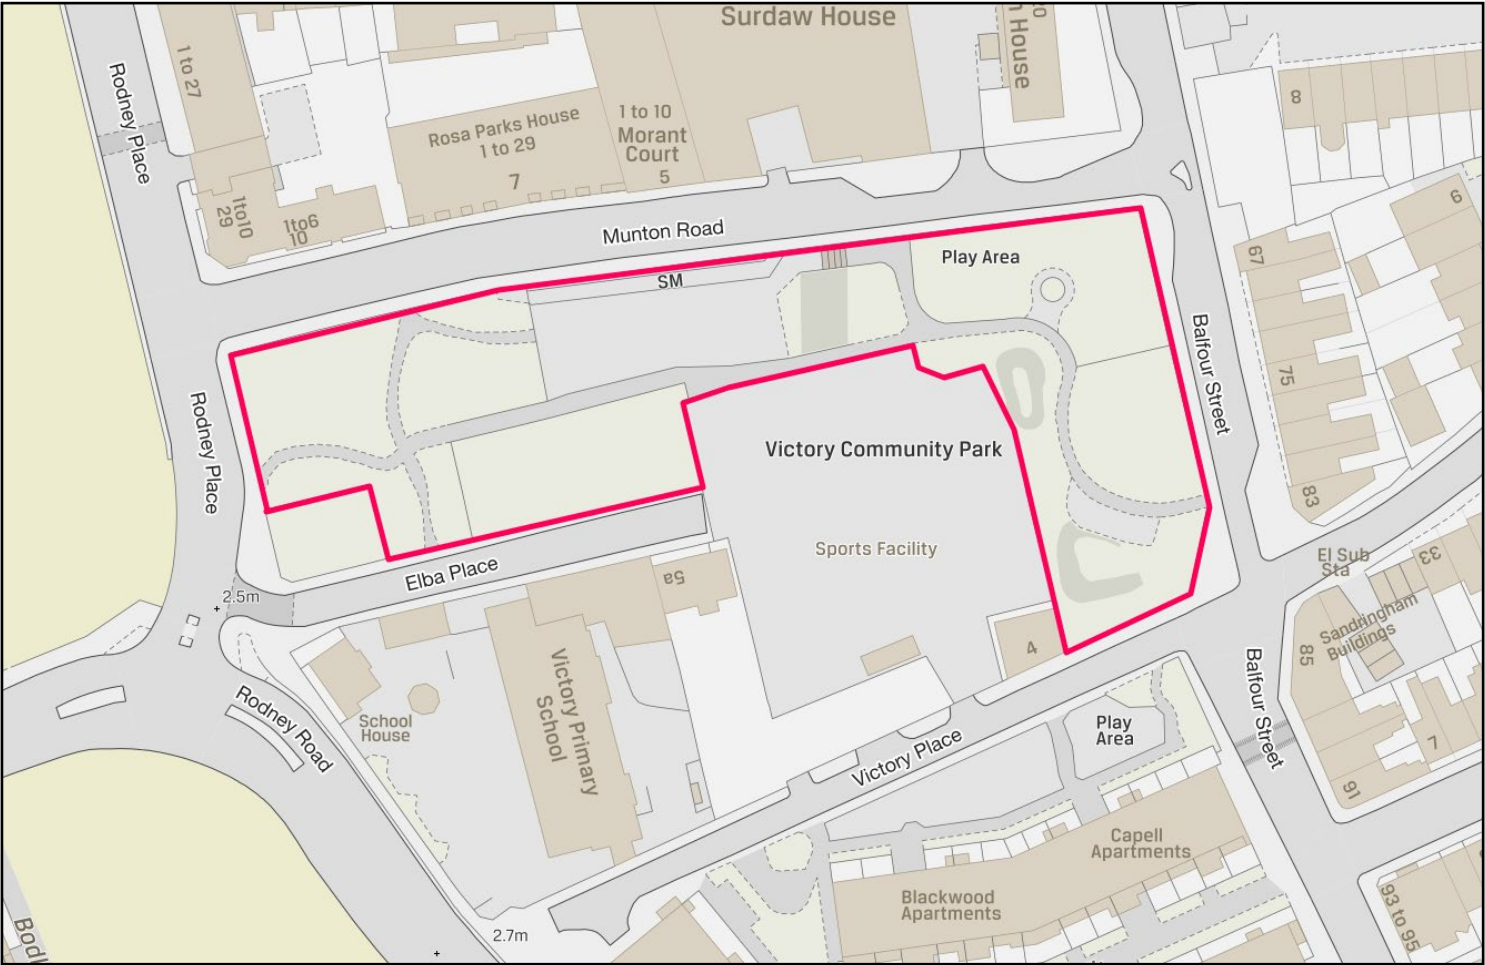 Surdaw House
20
n House
1 to 27
Rodney Place
8
Rosa Parks House
1 to 29
7
1 to 10
Morant
Court
5
1to10
29
1to6
10
Munton Road
9
67
Play Area
SM
Balfour Street
75
Rodney Place
Victory Community Park
83
Sports Facility
El Sub
Sta
33
Elba Place
5a
2.5m
Sandringham
Buildings
85
4
Victory Primary
School
School
House
Rodney Road
Balfour Street
Play
Area
7
Victory Place
91
Capell
Apartments
Blackwood
Apartments
93 to 95
2.7m
Bodl